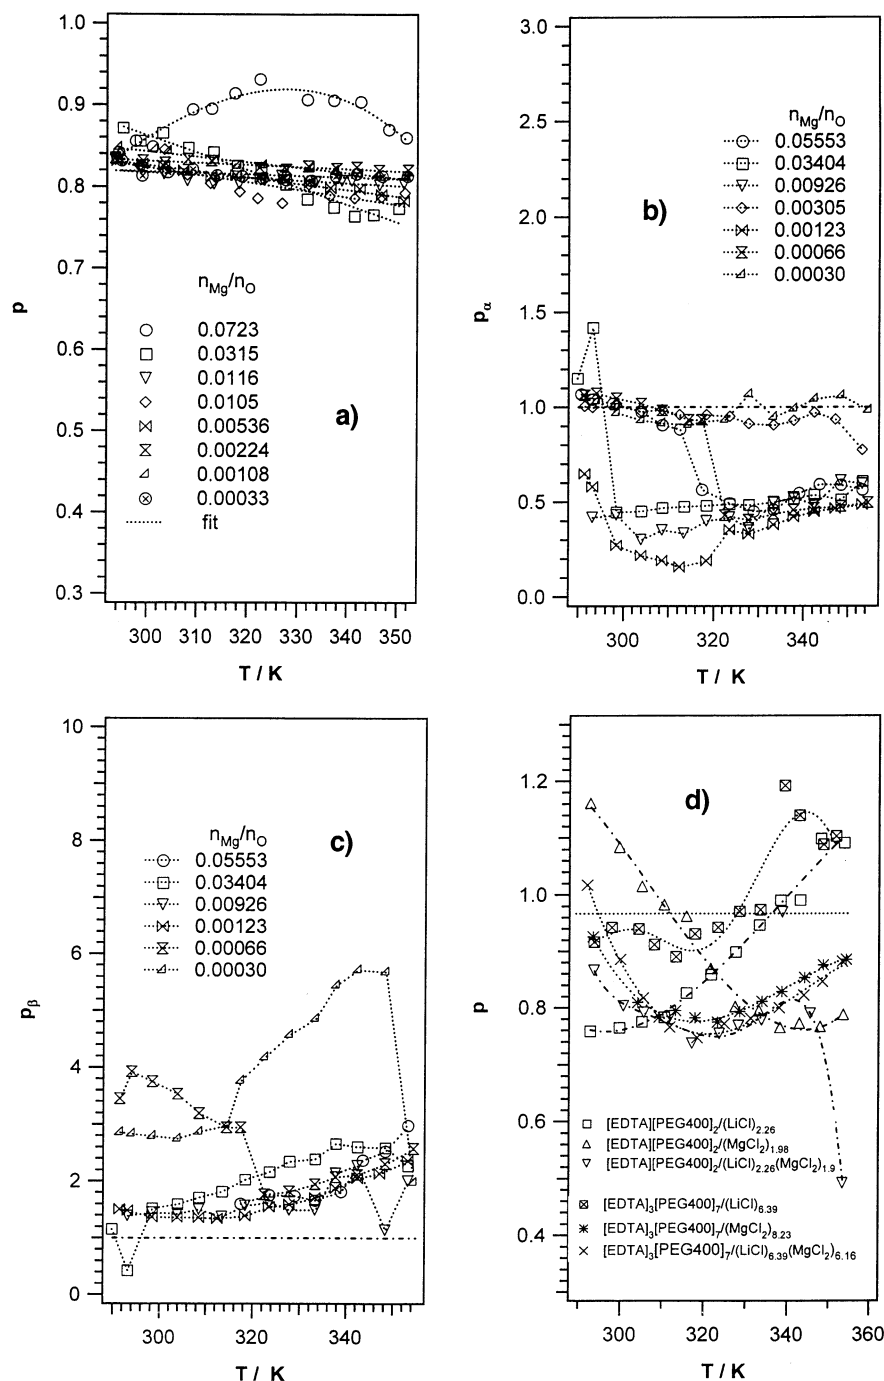 1.0
0.9
0.8
0.7
0.6
0.5
0.4
0.3
p
n_Mg/n_O
0.0723
0.0315
0.0116
0.0105
0.00536
0.00224
0.00108
0.00033
fit
a)
300 310 320 330 340 350
T / K
3.0
2.5
2.0
1.5
1.0
0.5
0.0
p_α
n_Mg/n_O
0.05553
0.03404
0.00926
0.00305
0.00123
0.00066
0.00030
b)
300 320 340
T / K
10
8
6
4
2
0
p_β
n_Mg/n_O
0.05553
0.03404
0.00926
0.00123
0.00066
0.00030
c)
300 320 340
T / K
1.2
1.0
0.8
0.6
0.4
p
d)
[EDTA][PEG400]_2/(LiCl)_2.26
[EDTA][PEG400]_2/(MgCl_2)_1.98
[EDTA][PEG400]_2/(LiCl)_2.26(MgCl_2)_1.9
[EDTA]_3[PEG400]_7/(LiCl)_6.39
[EDTA]_3[PEG400]_7/(MgCl_2)_8.23
[EDTA]_3[PEG400]_7/(LiCl)_6.39(MgCl_2)_6.16
300 320 340 360
T / K